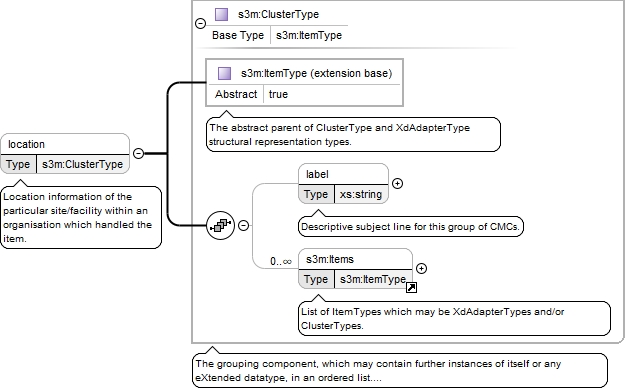 s3m:ClusterType
Base Type s3m:ItemType
s3m:ItemType (extension base)
Abstract true
The abstract parent of ClusterType and XdAdapterType
structural representation types.
location
Type s3m:ClusterType
Location information of the
particular site/facility within an
organisation which handled the
item.
label
Type xs:string
Descriptive subject line for this group of CMCs.
0..∞
s3m:Items
Type s3m:ItemType
List of ItemTypes which may be XdAdapterTypes and/or
ClusterTypes.
The grouping component, which may contain further instances of itself or any
eXtended datatype, in an ordered list....